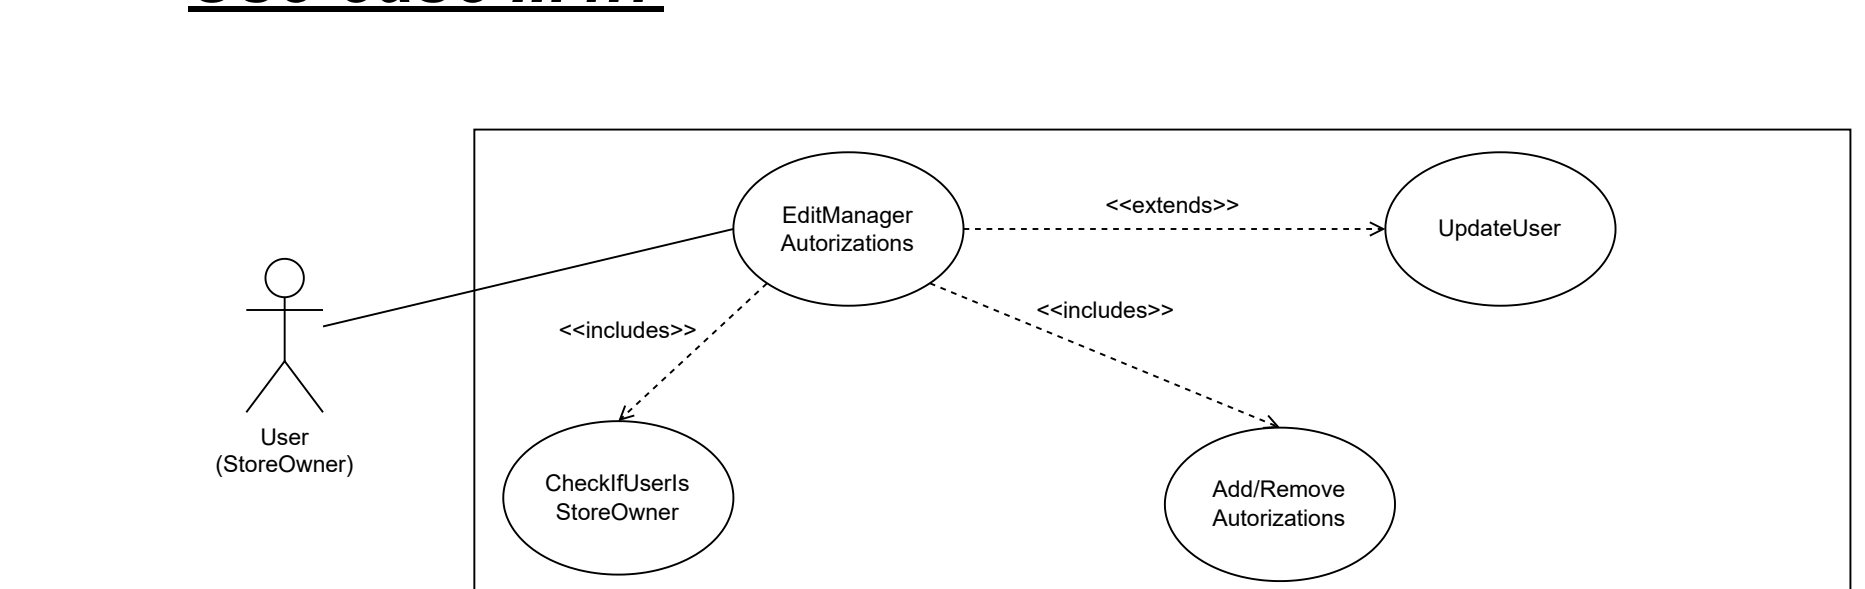 EditManager
Autorizations
<<extends>>
UpdateUser
<<includes>>
<<includes>>
User
(StoreOwner)
CheckIfUserIs
StoreOwner
Add/Remove
Autorizations